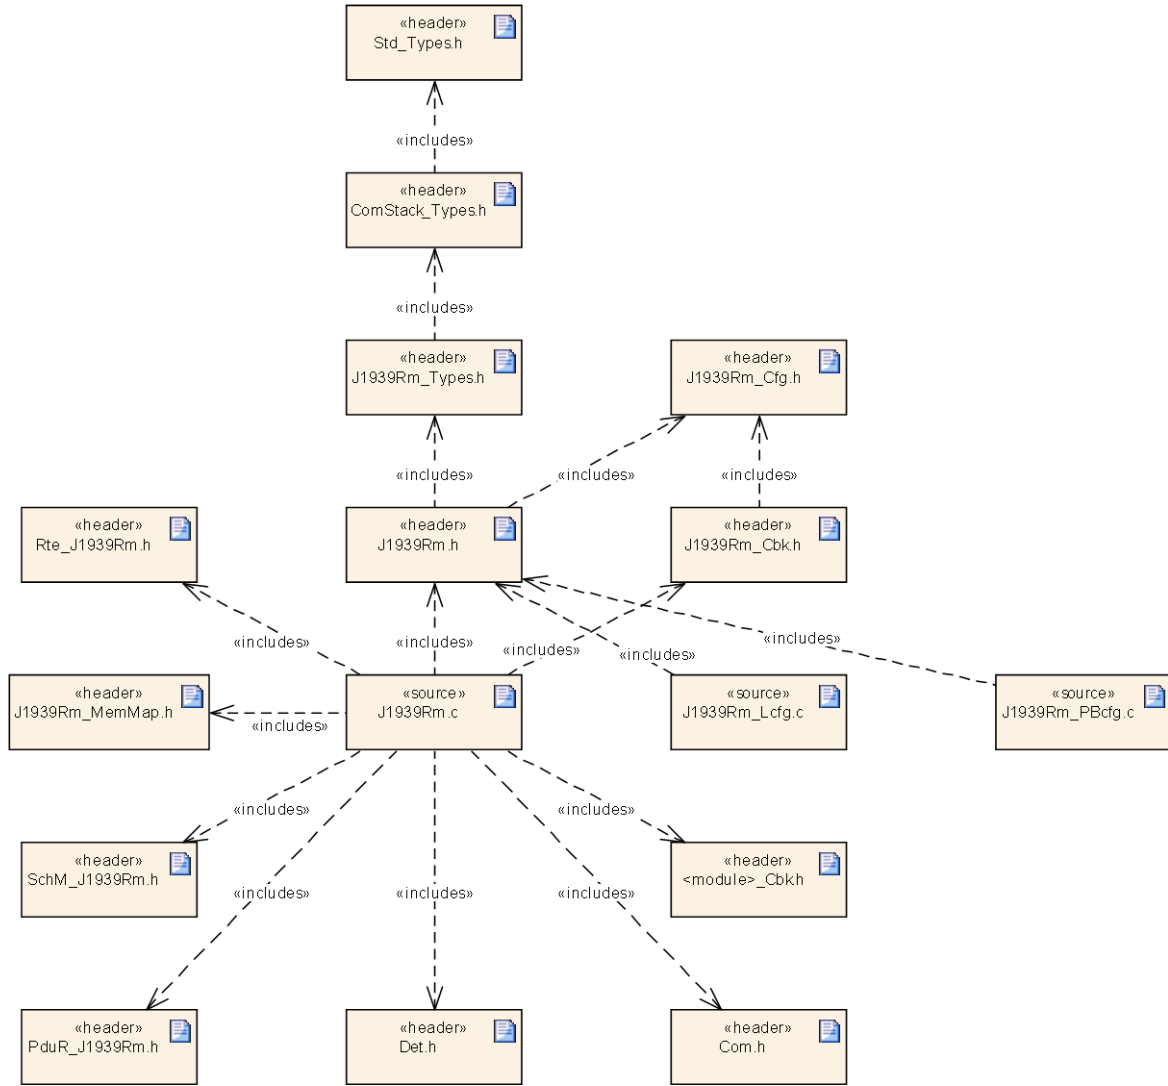 «header»
Std_Types.h
«includes»
«header»
ComStack_Types.h
«includes»
«header»
J1939Rm_Types.h
«header»
J1939Rm_Cfg.h
«includes»
«includes»
«includes»
«header»
Rte_J1939Rm.h
«header»
J1939Rm.h
«header»
J1939Rm_Cbk.h
«includes»
«includes»
«includes»
«includes»
«includes»
«header»
J1939Rm_MemMap.h
«source»
J1939Rm.c
«source»
J1939Rm_Lcfg.c
«source»
J1939Rm_PBcfg.c
«includes»
«includes»
«includes»
«header»
SchM_J1939Rm.h
«header»
<module>_Cbk.h
«includes»
«includes»
«includes»
«header»
PduR_J1939Rm.h
«header»
Det.h
«header»
Com.h